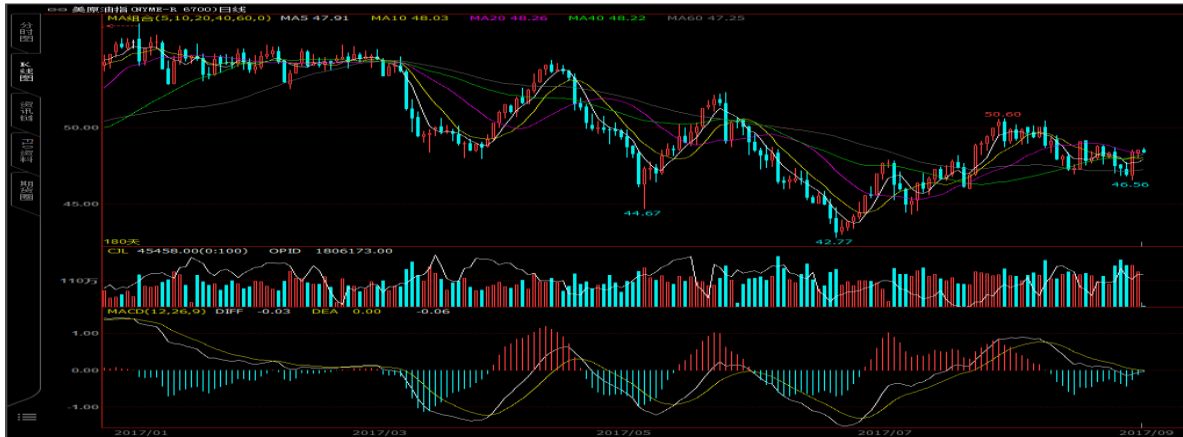 美原油指(NYME-R 6700)日线
MA组合(5,10,20,40,60,0) MA5 47.91 MA10 48.03 MA20 48.26 MA40 48.22 MA60 47.25
分时图
K线图
资讯链
F10资料
期货圈
50.00
45.00
50.60
44.67
42.77
46.56
180天
CJL 45458.00(0:100) OPID 1806173.00
110万
MACD(12,26,9) DIFF -0.03 DEA 0.00 -0.06
1.00
0.00
-1.00
2017/01 2017/03 2017/05 2017/07 2017/09